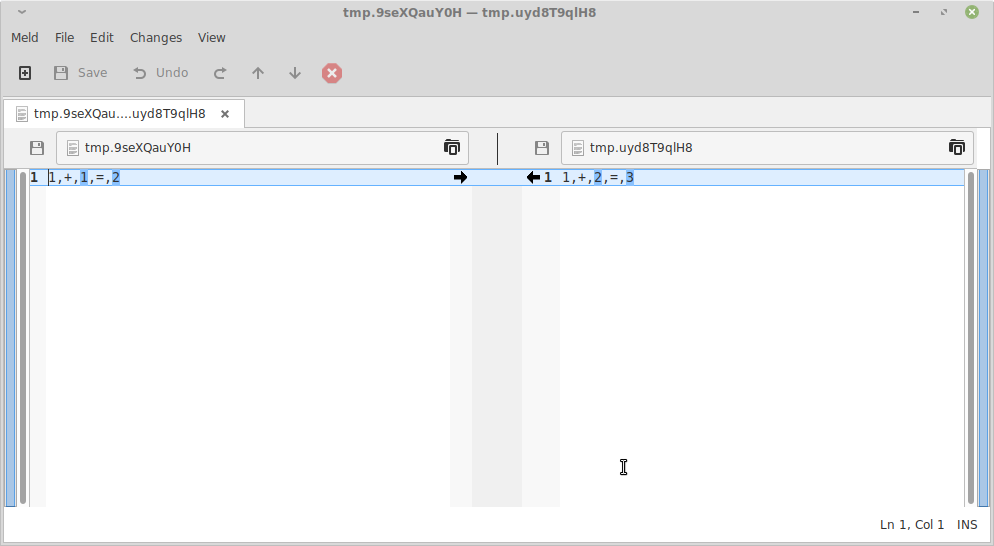 tmp.9seXQauY0H — tmp.uyd8T9qlH8
Meld File Edit Changes View
Save Undo
tmp.9seXQau....uyd8T9qlH8
tmp.9seXQauY0H tmp.uyd8T9qlH8
1 1,+,1,=,2 1 1,+,2,=,3
Ln 1, Col 1 INS